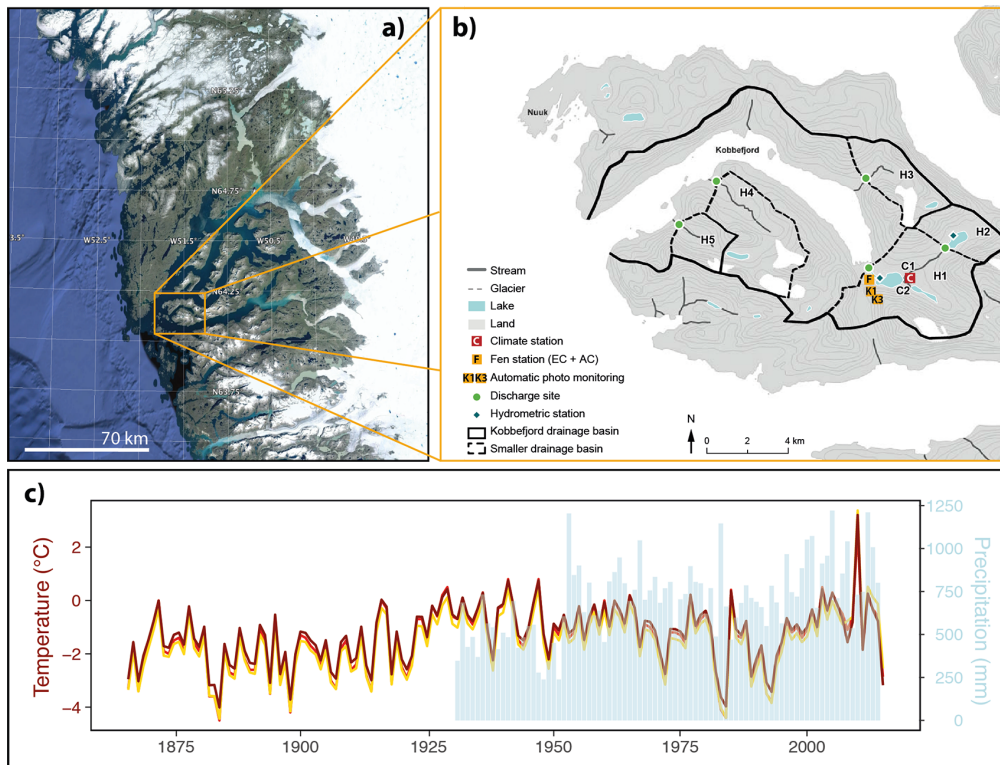 a)
N65.25
N64.75
W52.5
W51.5
W50.5
N64.25
N63.75
70 km
b)
Nuuk
Kobbefjord
H3
H4
H2
H5
C1
H1
C
F
C2
K1
K3
Stream
Glacier
Lake
Land
C Climate station
F Fen station (EC + AC)
K1K3 Automatic photo monitoring
Discharge site
Hydrometric station
Kobbefjord drainage basin
Smaller drainage basin
N
0 2 4 km
c)
Temperature (°C)
2
0
−2
−4
1875
1900
1925
1950
1975
2000
1250
1000
750
500
250
0
Precipitation (mm)